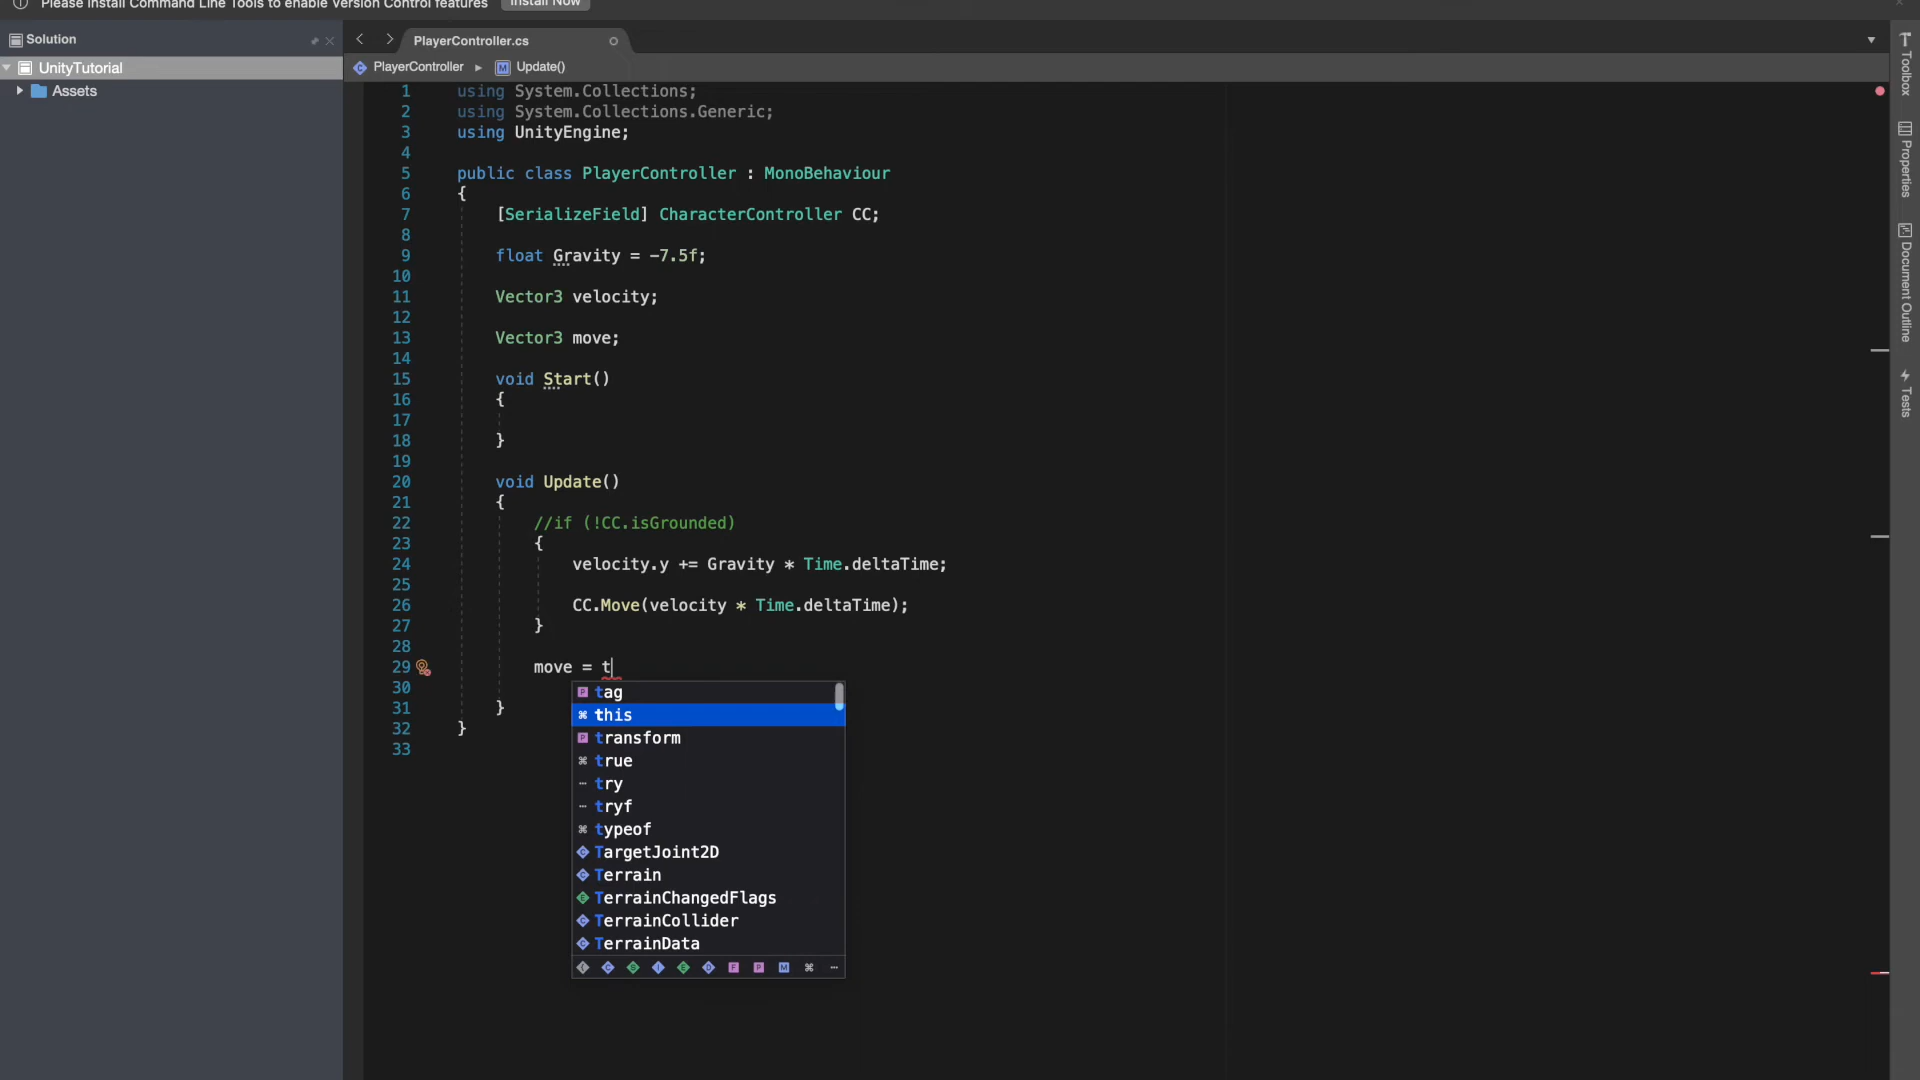 Please Install Command Line Tools to enable Version Control features
Install Now
Solution
UnityTutorial
Assets
PlayerController.cs
PlayerController ▸ Update()
1 using System.Collections;
2 using System.Collections.Generic;
3 using UnityEngine;
4
5 public class PlayerController : MonoBehaviour
6 {
7 [SerializeField] CharacterController CC;
8
9 float Gravity = -7.5f;
10
11 Vector3 velocity;
12
13 Vector3 move;
14
15 void Start()
16 {
17
18 }
19
20 void Update()
21 {
22 //if (!CC.isGrounded)
23 {
24 velocity.y += Gravity * Time.deltaTime;
25
26 CC.Move(velocity * Time.deltaTime);
27 }
28
29 move = t
30
31 }
32 }
33
tag
this
transform
true
try
tryf
typeof
TargetJoint2D
Terrain
TerrainChangedFlags
TerrainCollider
TerrainData
Toolbox
Properties
Document Outline
Tests